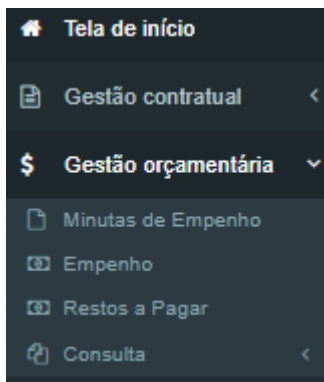 Tela de início
Gestão contratual
$ Gestão orçamentária
Minutas de Empenho
Empenho
Restos a Pagar
Consulta